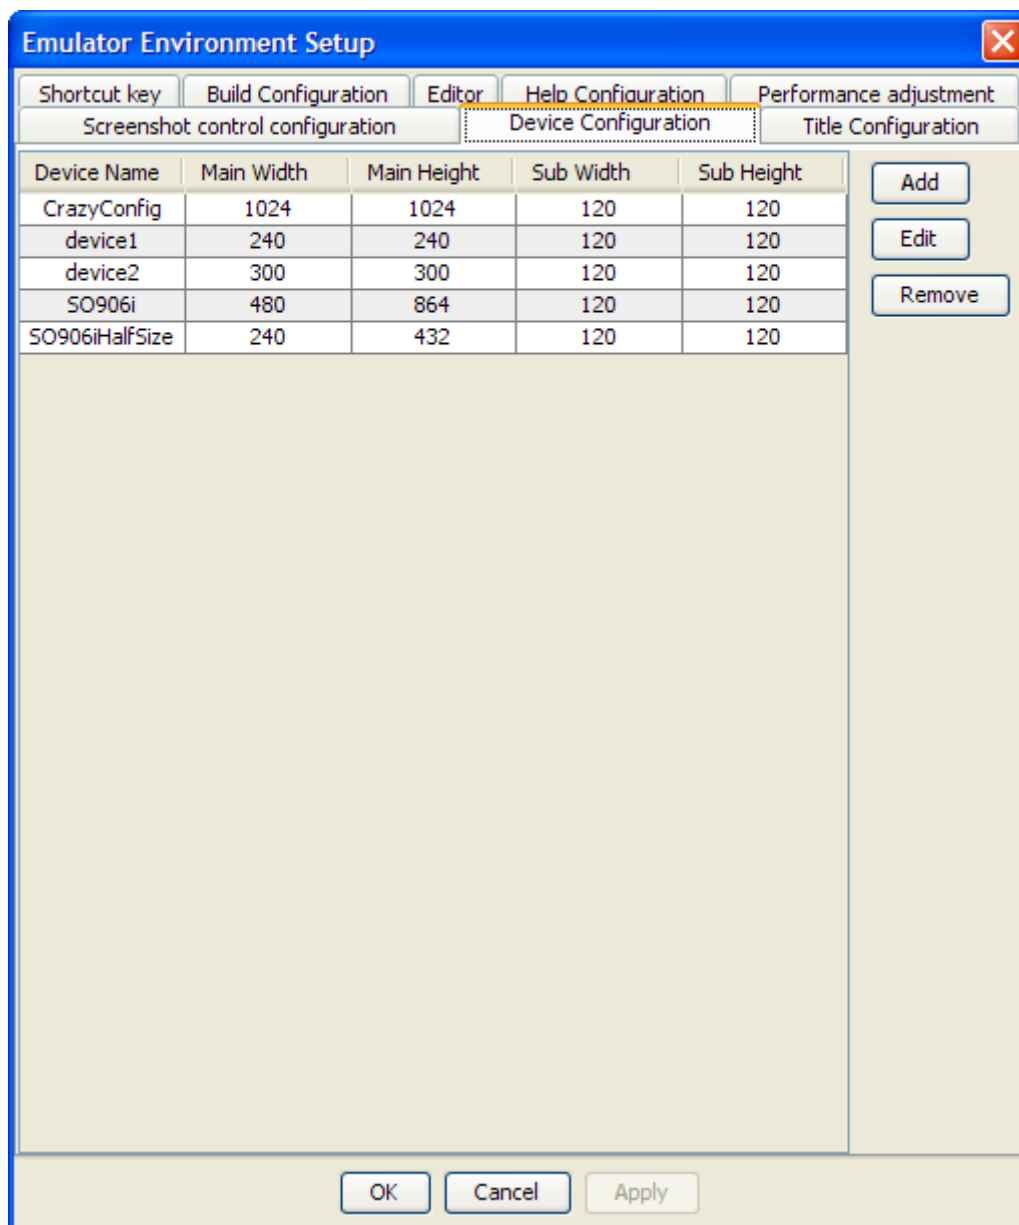 Emulator Environment Setup
Shortcut key Build Configuration Editor Help Configuration Performance adjustment
Screenshot control configuration Device Configuration Title Configuration
Device Name Main Width Main Height Sub Width Sub Height
CrazyConfig 1024 1024 120 120
device1 240 240 120 120
device2 300 300 120 120
SO906i 480 864 120 120
SO906iHalfSize 240 432 120 120
Add
Edit
Remove
OK Cancel Apply